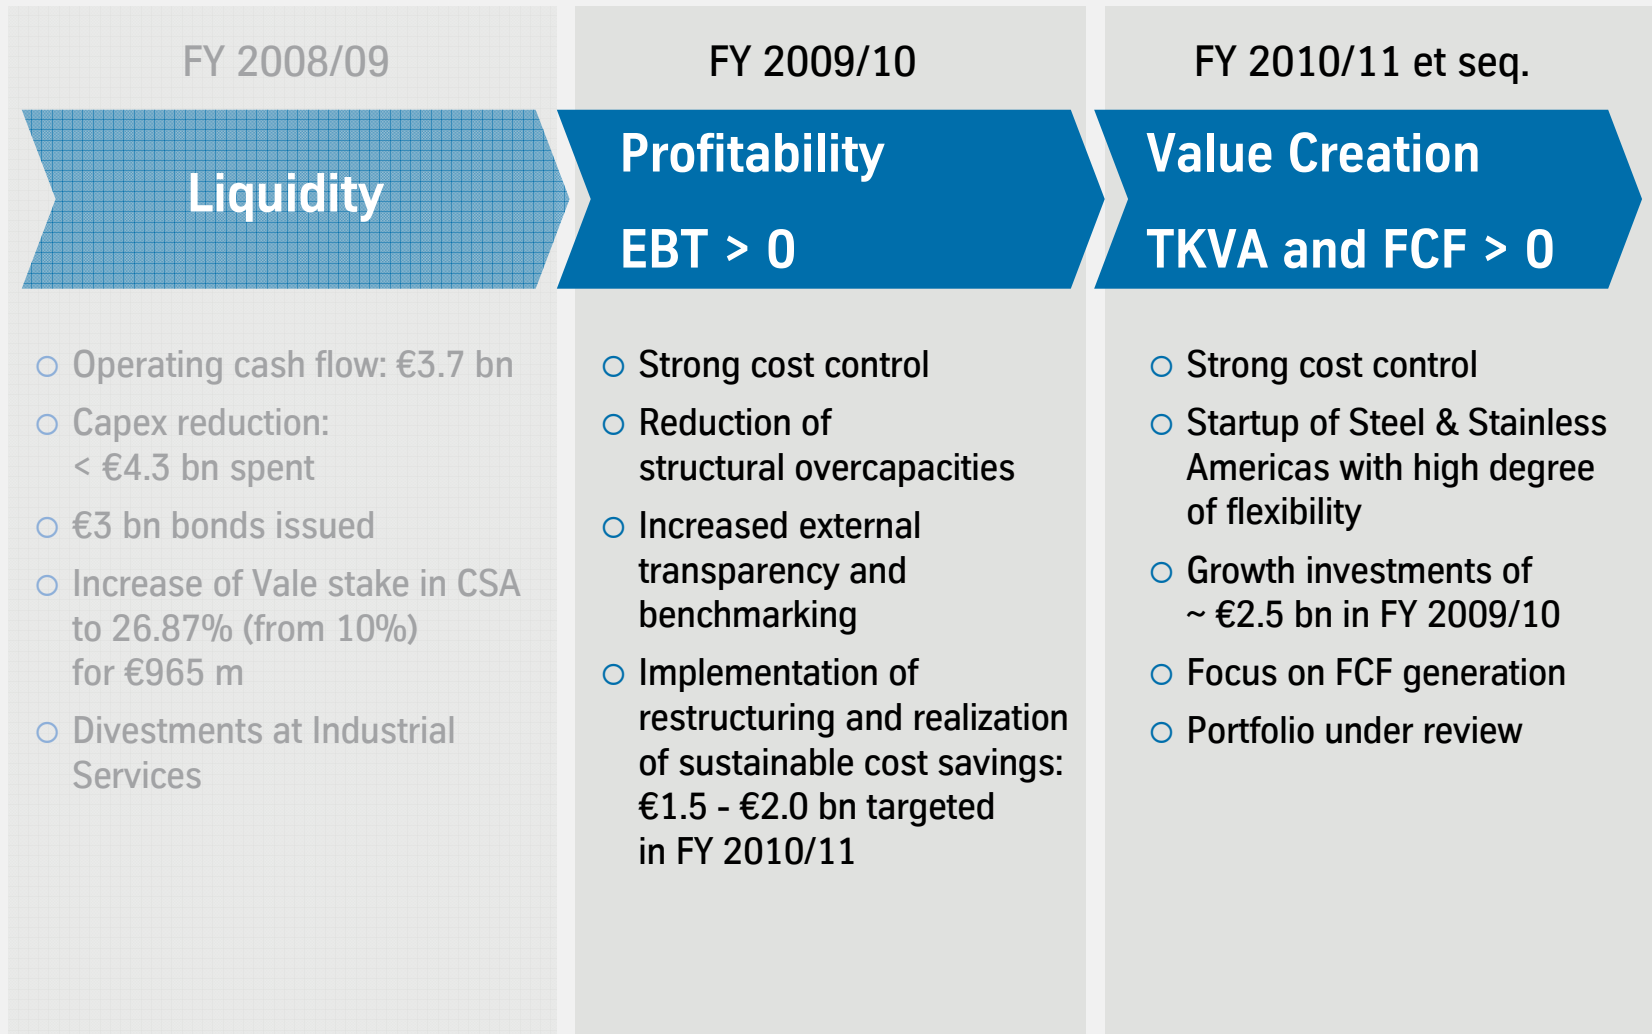 FY 2008/09
Liquidity
Operating cash flow: €3.7 bn
Capex reduction:
< €4.3 bn spent
€3 bn bonds issued
Increase of Vale stake in CSA
to 26.87% (from 10%)
for €965 m
Divestments at Industrial
Services
FY 2009/10
Profitability
EBT > 0
Strong cost control
Reduction of
structural overcapacities
Increased external
transparency and
benchmarking
Implementation of
restructuring and realization
of sustainable cost savings:
€1.5 - €2.0 bn targeted
in FY 2010/11
FY 2010/11 et seq.
Value Creation
TKVA and FCF > 0
Strong cost control
Startup of Steel & Stainless
Americas with high degree
of flexibility
Growth investments of
~ €2.5 bn in FY 2009/10
Focus on FCF generation
Portfolio under review